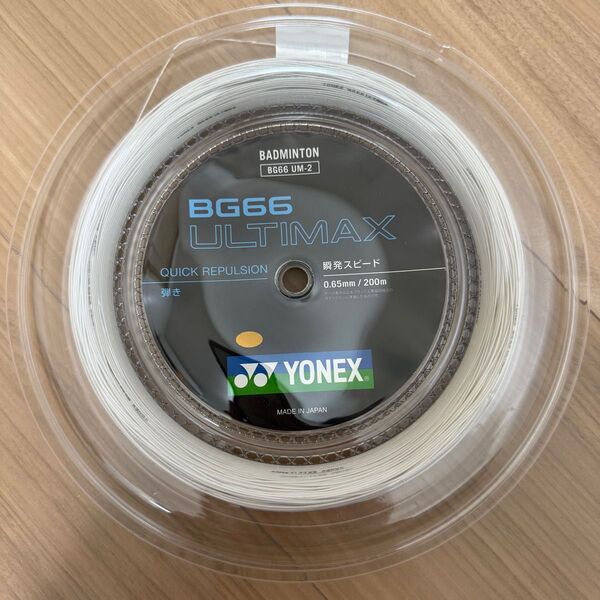 BADMINTON
BG66 UM-2
BG66
ULTIMAX
QUICK REPULSION
瞬発スピード
弾き
0.65mm / 200m
YONEX
®
MADE IN JAPAN